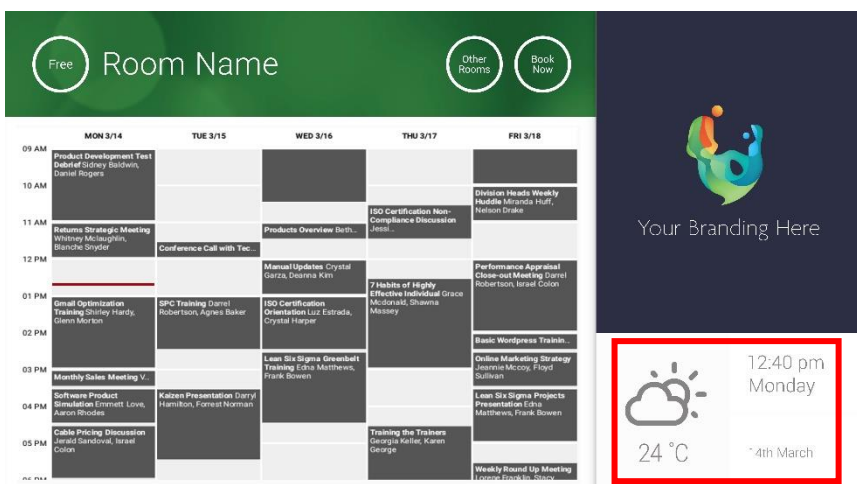 Free
Room Name
Other
Rooms
Book
Now
MON 3/14
TUE 3/15
WED 3/16
THU 3/17
FRI 3/18
09 AM
10 AM
11 AM
12 PM
01 PM
02 PM
03 PM
04 PM
05 PM
Product Development Test
Debrief Sidney Baldwin,
Daniel Rogers
Returns Strategic Meeting
Whitney Mclaughlin,
Blanche Snyder
Gmail Optimization
Training Shirley Hardy,
Glenn Morton
Monthly Sales Meeting V...
Software Product
Simulation Emmett Love,
Aaron Rhodes
Cable Pricing Discussion
Jerald Sandoval, Israel
Colon
Conference Call with Tec...
SPC Training Darrel
Robertson, Agnes Baker
Kaizen Presentation Darryl
Hamilton, Forrest Norman
Products Overview Beth...
Manual Updates Crystal
Garza, Deanna Kim
ISO Certification
Orientation Luz Estrada,
Crystal Harper
Lean Six Sigma Greenbelt
Training Edna Matthews,
Frank Bowen
ISO Certification Non-
Compliance Discussion
Jessi...
7 Habits of Highly
Effective Individual Grace
Mcdonald, Shawna
Massey
Training the Trainers
Georgia Keller, Karen
George
Division Heads Weekly
Huddle Miranda Huff,
Nelson Drake
Performance Appraisal
Close-out Meeting Darrel
Robertson, Israel Colon
Basic Wordpress Trainin...
Online Marketing Strategy
Jeannie Mccoy, Floyd
Sullivan
Lean Six Sigma Projects
Presentation Edna
Matthews, Frank Bowen
Weekly Round Up Meeting
Lorene Franklin, Stacy
Your Branding Here
12:40 pm
Monday
24 °C
14th March